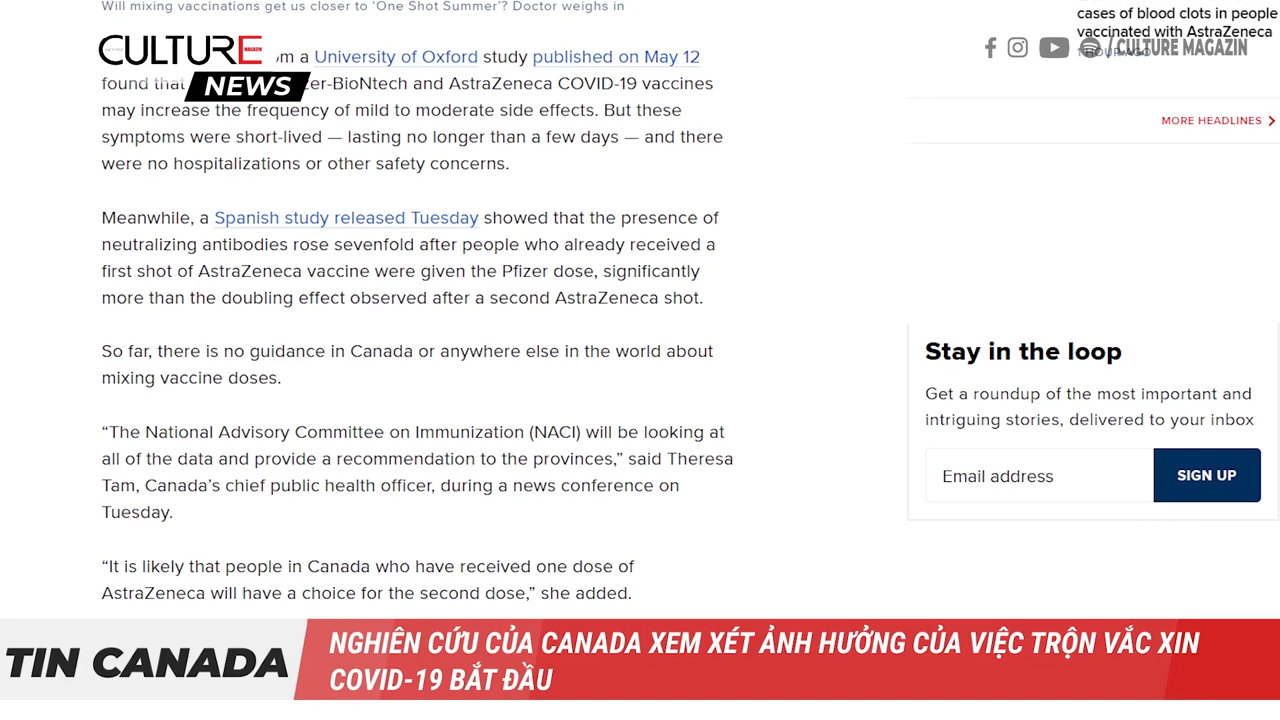 Will mixing vaccinations get us closer to ‘One Shot Summer’? Doctor weighs in
cases of blood clots in people
vaccinated with AstraZeneca
CULTURE
MAGAZIN
NEWS
/CULTURE MAGAZIN
MORE HEADLINES
m a University of Oxford study published on May 12
found that zer-BioNtech and AstraZeneca COVID-19 vaccines
may increase the frequency of mild to moderate side effects. But these
symptoms were short-lived — lasting no longer than a few days — and there
were no hospitalizations or other safety concerns.
Meanwhile, a Spanish study released Tuesday showed that the presence of
neutralizing antibodies rose sevenfold after people who already received a
first shot of AstraZeneca vaccine were given the Pfizer dose, significantly
more than the doubling effect observed after a second AstraZeneca shot.
So far, there is no guidance in Canada or anywhere else in the world about
mixing vaccine doses.
“The National Advisory Committee on Immunization (NACI) will be looking at
all of the data and provide a recommendation to the provinces,” said Theresa
Tam, Canada’s chief public health officer, during a news conference on
Tuesday.
“It is likely that people in Canada who have received one dose of
AstraZeneca will have a choice for the second dose,” she added.
Stay in the loop
Get a roundup of the most important and
intriguing stories, delivered to your inbox
Email address
SIGN UP
TIN CANADA
NGHIÊN CỨU CỦA CANADA XEM XÉT ẢNH HƯỞNG CỦA VIỆC TRỘN VẮC XIN
COVID-19 BẮT ĐẦU